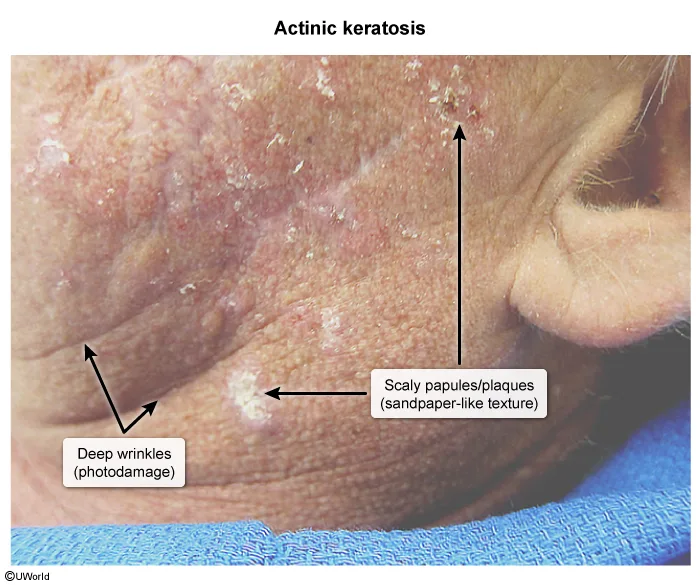 Actinic keratosis
Scaly papules/plaques
(sandpaper-like texture)
Deep wrinkles
(photodamage)
©UWorld